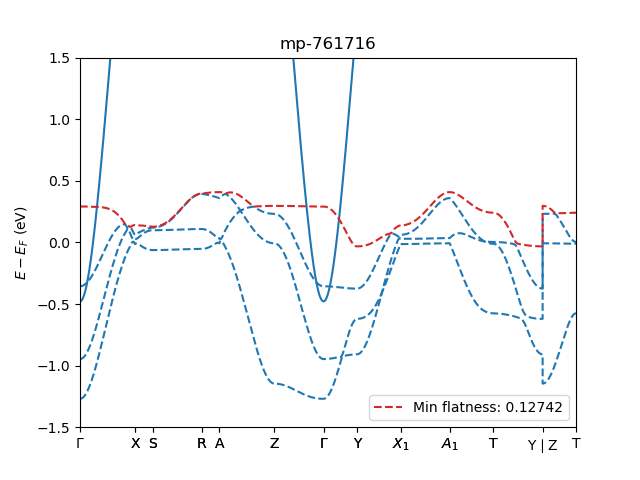 mp-761716
E − E_F (eV)
1.5
1.0
0.5
0.0
−0.5
−1.0
−1.5
Min flatness: 0.12742
Γ X S R A Z Γ Y X₁ A₁ T Y | Z T